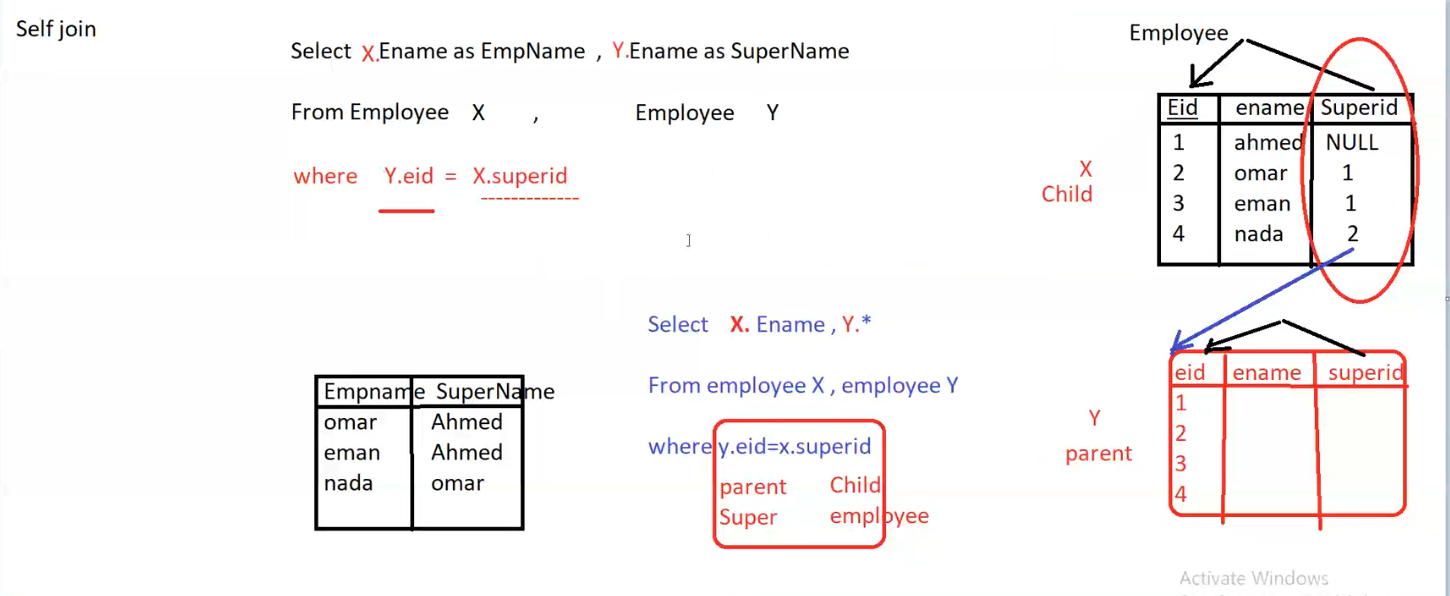 Self join
Select X.Ename as EmpName , Y.Ename as SuperName
From Employee X , Employee Y
where Y.eid = X.superid
Employee
Eid ename Superid
1 ahmed NULL
2 omar 1
3 eman 1
4 nada 2
X
Child
Select X. Ename , Y.*
From employee X , employee Y
where y.eid=x.superid
parent Child
Super employee
Empname SuperName
omar Ahmed
eman Ahmed
nada omar
Y
parent
eid ename superid
1
2
3
4
Activate Windows